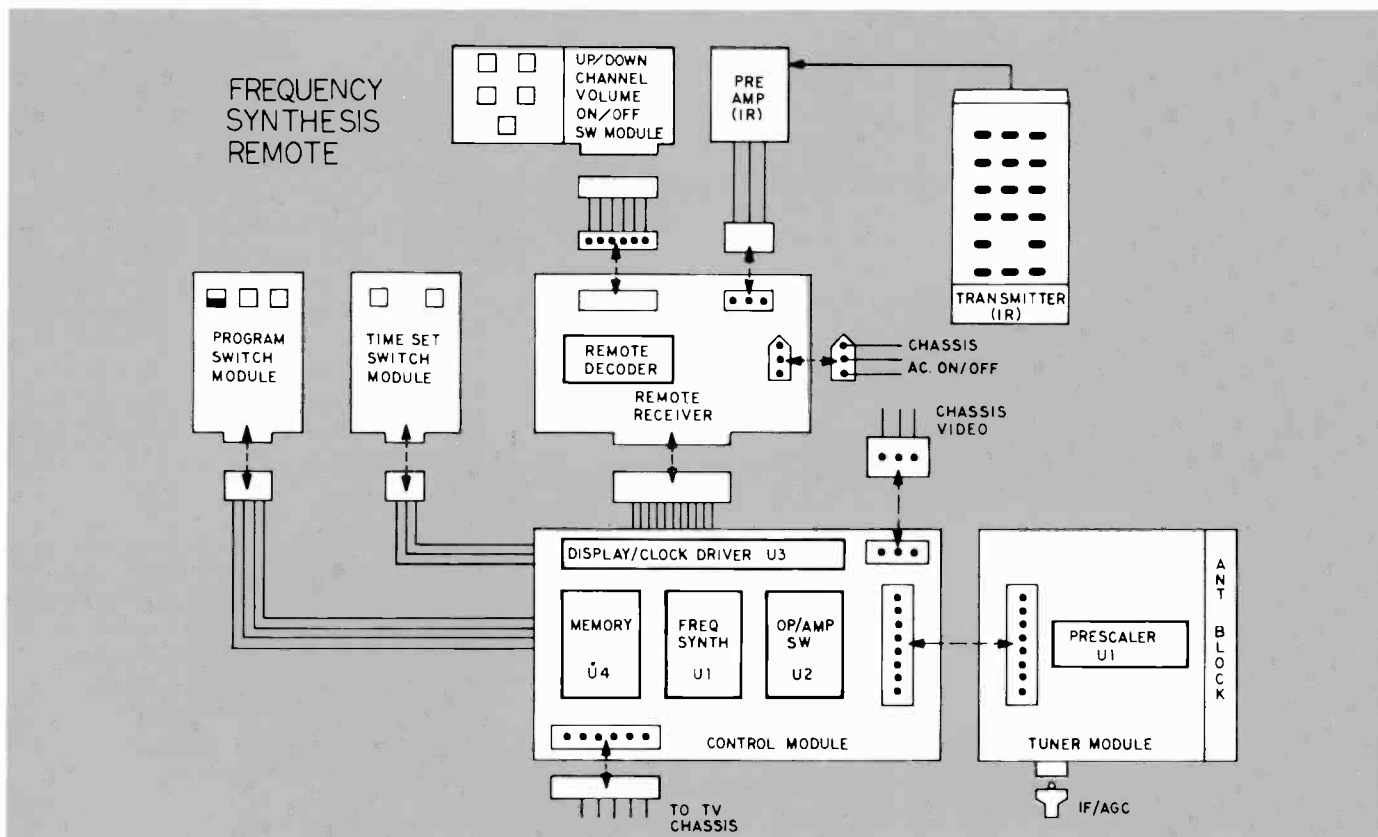 FREQUENCY
SYNTHESIS
REMOTE
UP/DOWN
CHANNEL
VOLUME
ON/OFF
SW MODULE
PRE
AMP
(IR)
TRANSMITTER
(IR)
PROGRAM
SWITCH
MODULE
TIME SET
SWITCH
MODULE
REMOTE
DECODER
REMOTE
RECEIVER
CHASSIS
AC. ON/OFF
CHASSIS
VIDEO
DISPLAY/CLOCK DRIVER U3
MEMORY
U4
FREQ
SYNTH
U1
OP/AMP
SW
U2
CONTROL MODULE
PRESCALER
U1
ANT BLOCK
TUNER MODULE
TO TV
CHASSIS
IF/AGC